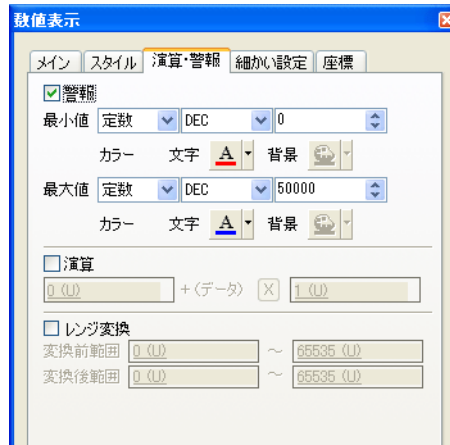 数値表示
メイン スタイル 演算・警報 細かい設定 座標
警報
最小値 定数 DEC 0
カラー 文字 A 背景
最大値 定数 DEC 50000
カラー 文字 A 背景
演算
0 (U) +(データ) X 1 (U)
レンジ変換
変換前範囲 0 (U) ～ 65535 (U)
変換後範囲 0 (U) ～ 65535 (U)